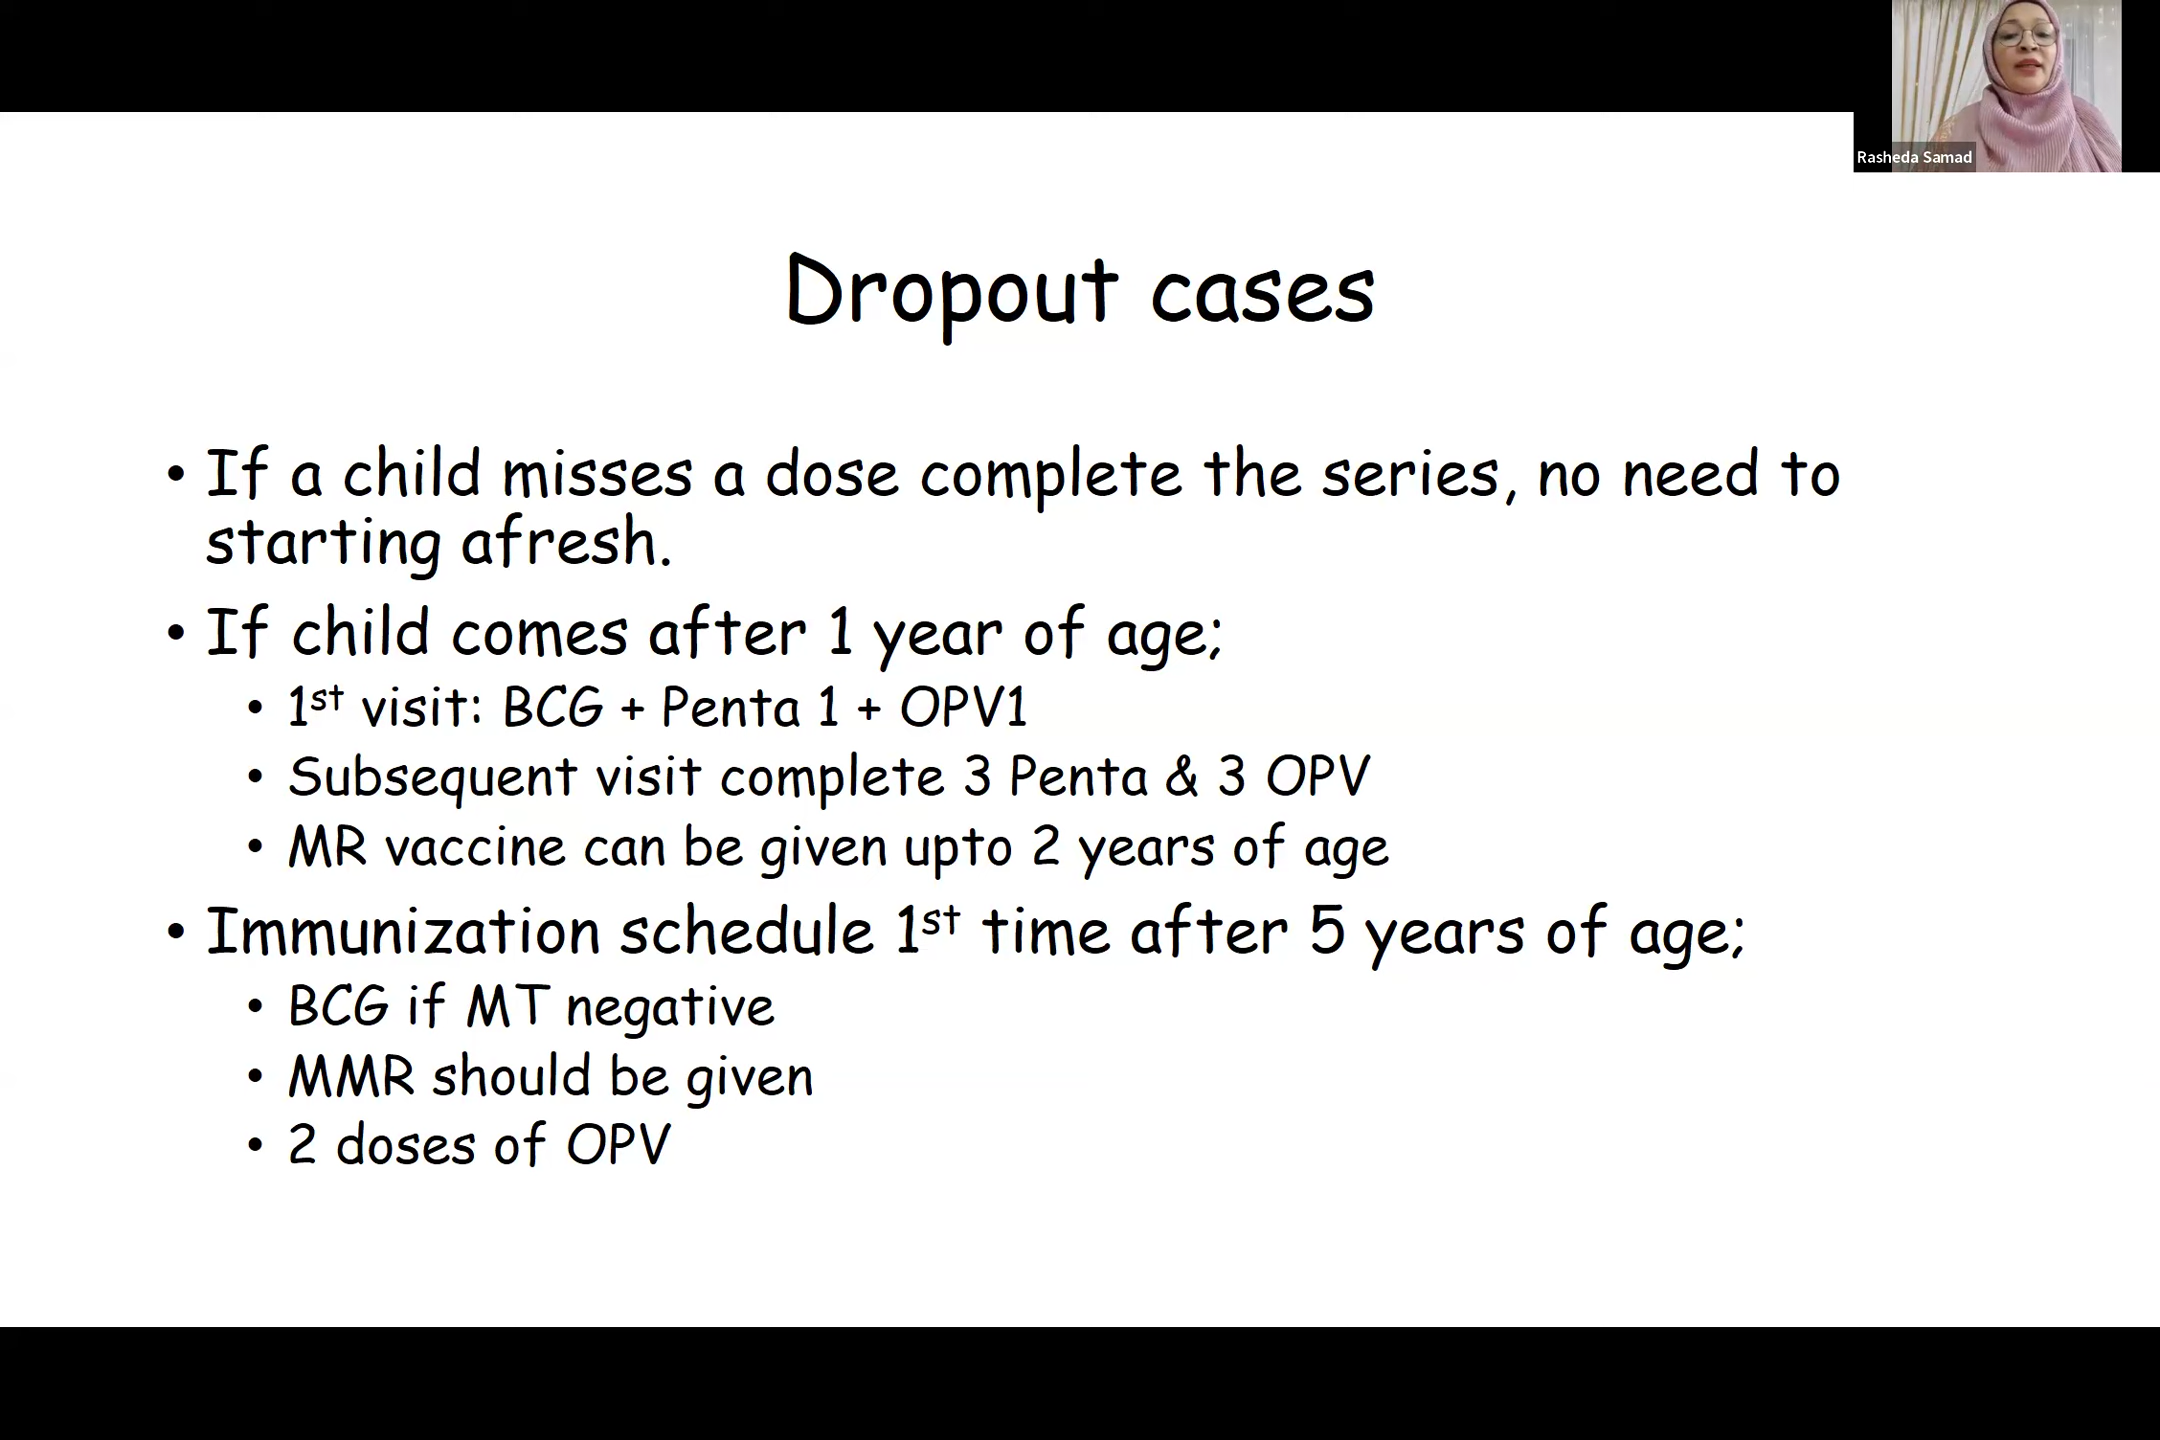 Rasheda Samad
Dropout cases
• If a child misses a dose complete the series, no need to
starting afresh.
• If child comes after 1 year of age;
• 1st visit: BCG + Penta 1 + OPV1
• Subsequent visit complete 3 Penta & 3 OPV
• MR vaccine can be given upto 2 years of age
• Immunization schedule 1st time after 5 years of age;
• BCG if MT negative
• MMR should be given
• 2 doses of OPV